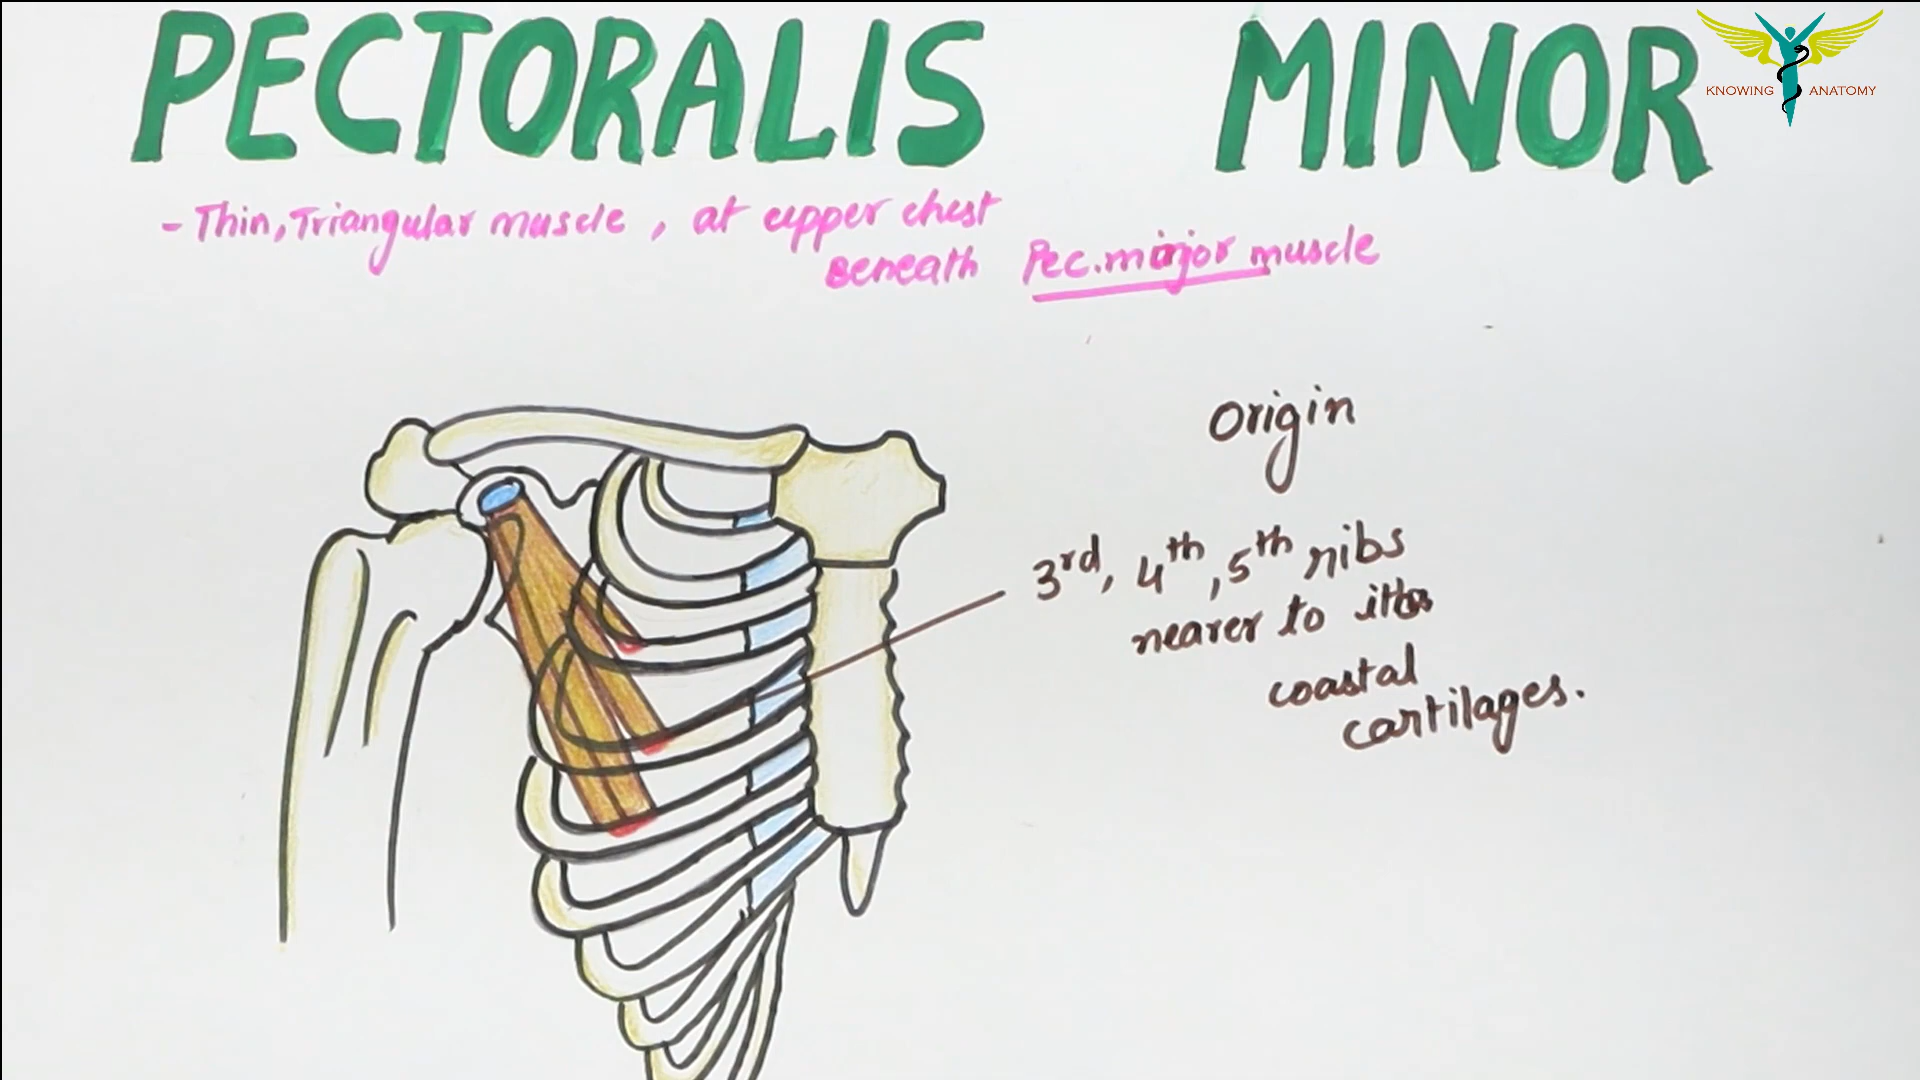 PECTORALIS MINOR
KNOWING ANATOMY
- Thin, Triangular muscle, at upper chest
Beneath Pec. muscle
Origin
3rd, 4th, 5th ribs
nearer to
coastal
cartilages.